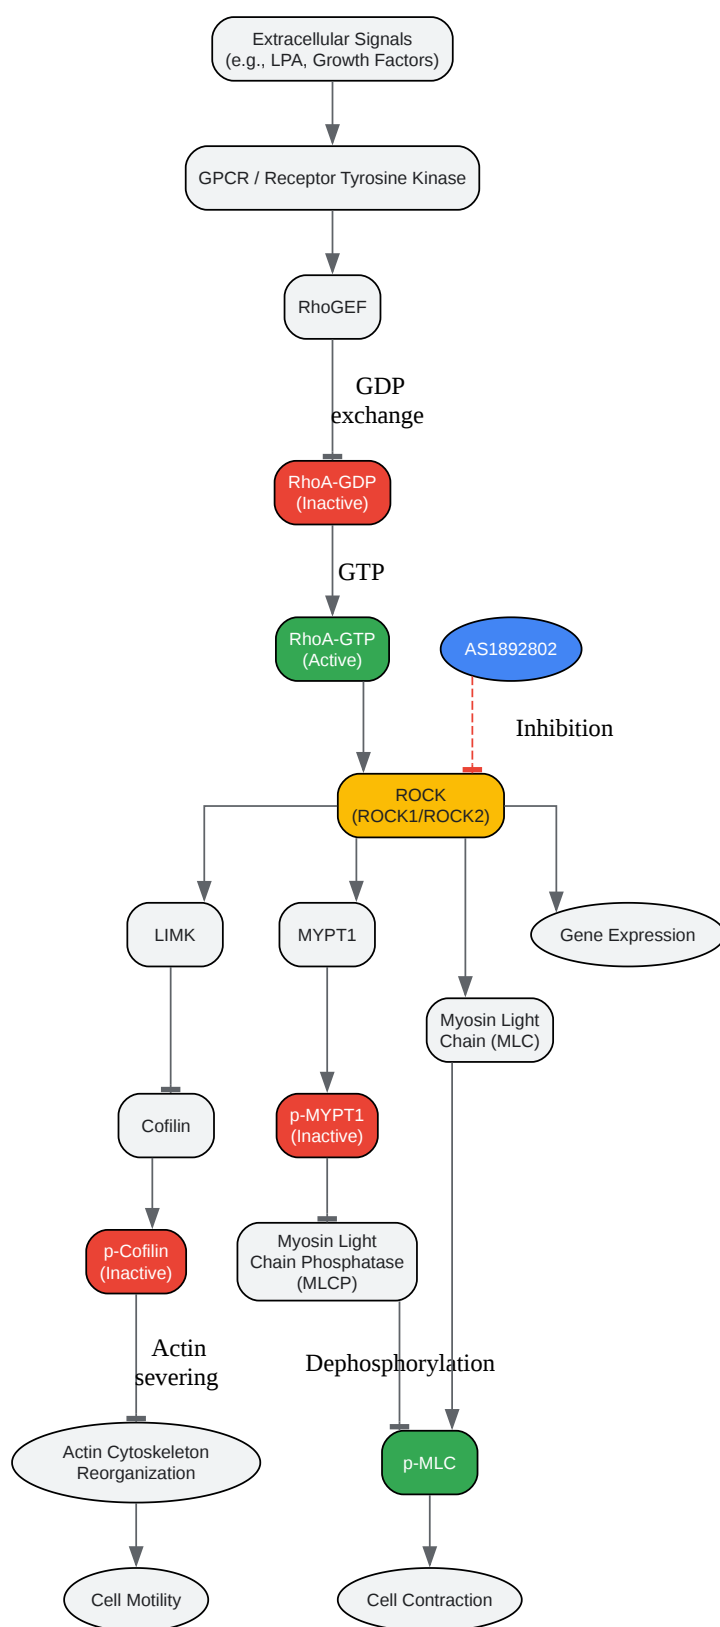 Extracellular Signals
(e.g., LPA, Growth Factors)
GPCR / Receptor Tyrosine Kinase
RhoGEF
GDP
exchange
RhoA-GDP
(Inactive)
GTP
RhoA-GTP
(Active)
AS1892802
Inhibition
ROCK
(ROCK1/ROCK2)
LIMK
MYPT1
Gene Expression
Myosin Light
Chain (MLC)
Cofilin
p-MYPT1
(Inactive)
p-Cofilin
(Inactive)
Myosin Light
Chain Phosphatase
(MLCP)
Actin
severing
Dephosphorylation
Actin Cytoskeleton
Reorganization
p-MLC
Cell Motility
Cell Contraction